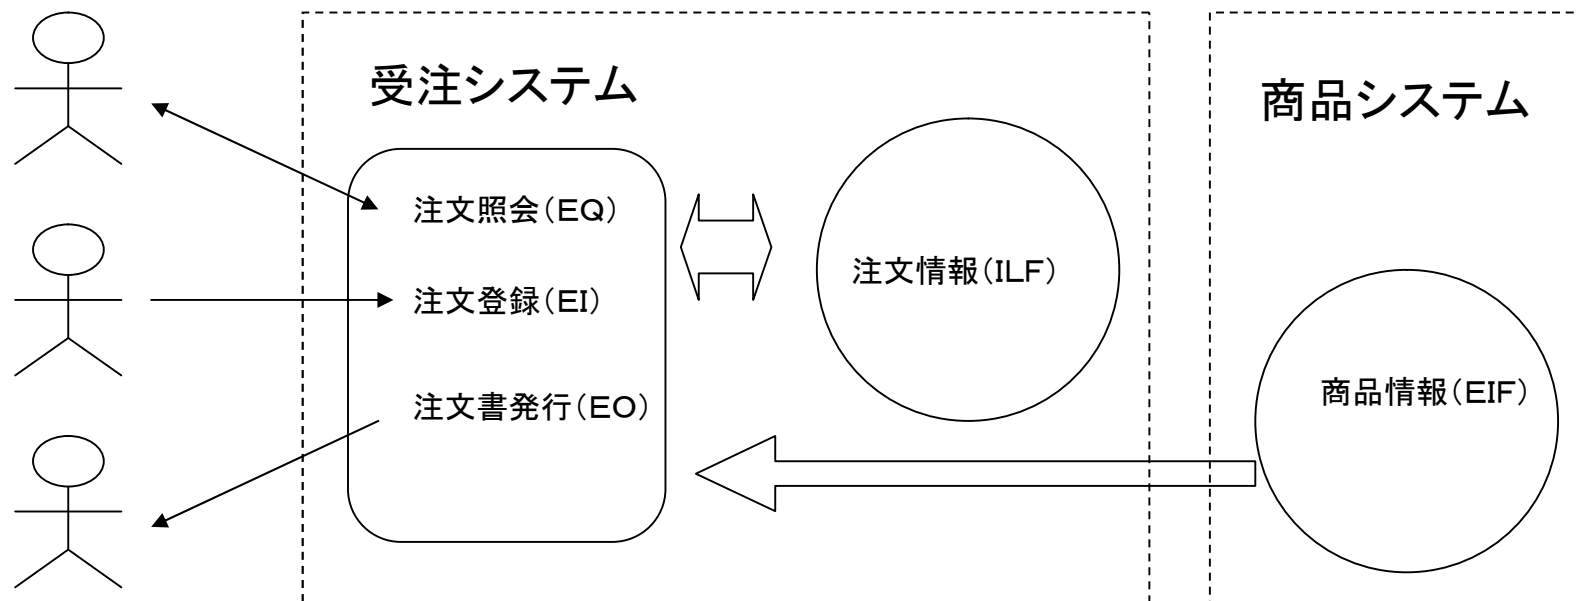 受注システム
商品システム
注文照会(EQ)
注文情報(ILF)
注文登録(EI)
商品情報(EIF)
注文書発行(EO)